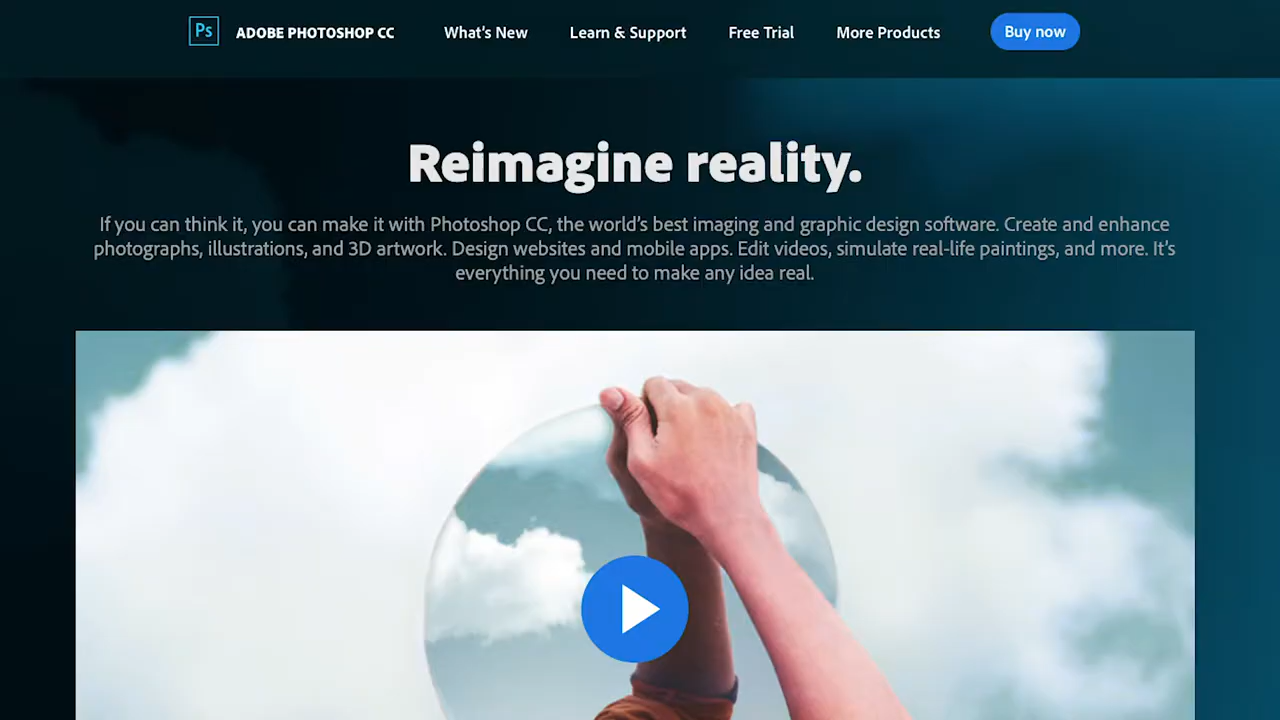 Ps ADOBE PHOTOSHOP CC What's New Learn & Support Free Trial More Products Buy now
Reimagine reality.
If you can think it, you can make it with Photoshop CC, the world's best imaging and graphic design software. Create and enhance
photographs, illustrations, and 3D artwork. Design websites and mobile apps. Edit videos, simulate real-life paintings, and more. It's
everything you need to make any idea real.